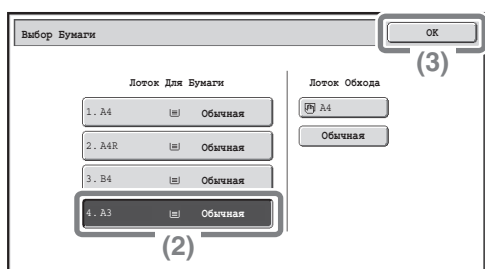 Выбор Бумаги
OK
(3)
Лоток Для Бумаги
Лоток Обхода
1. A4 Обычная
A4
2. A4R Обычная
Обычная
3. B4 Обычная
4. A3 Обычная
(2)